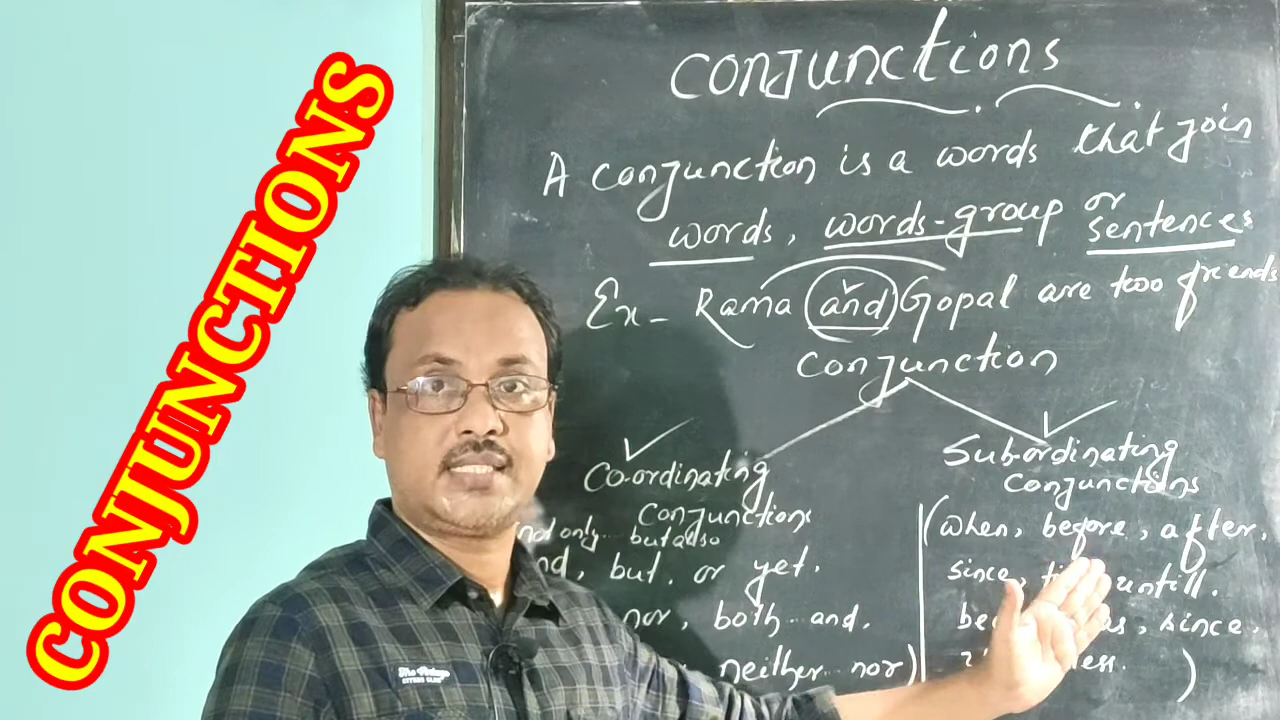 CONJUNCTIONS
Conjunctions
A conjunction is a words that join
words, words-group or
sentences
Ex- Rama and Gopal are two friends
Conjunction
Co-ordinating
Conjunctions
not only but also
but, or yet.
nor, both and,
neither nor)
Subordinating
Conjunctions
(when, before, after,
since, untill.
as, since.
)